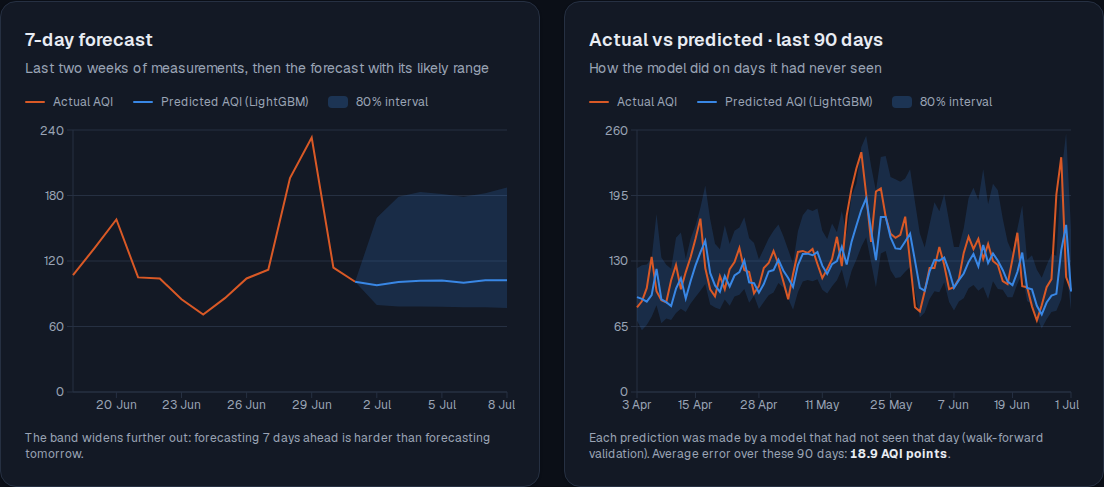 7-day forecast
Last two weeks of measurements, then the forecast with its likely range
Actual AQI
Predicted AQI (LightGBM)
80% interval
240
180
120
60
0
20 Jun
23 Jun
26 Jun
29 Jun
2 Jul
5 Jul
8 Jul
The band widens further out: forecasting 7 days ahead is harder than forecasting
tomorrow.
Actual vs predicted · last 90 days
How the model did on days it had never seen
Actual AQI
Predicted AQI (LightGBM)
80% interval
260
195
130
65
0
3 Apr
15 Apr
28 Apr
11 May
25 May
7 Jun
19 Jun
1 Jul
Each prediction was made by a model that had not seen that day (walk-forward
validation). Average error over these 90 days: 18.9 AQI points.